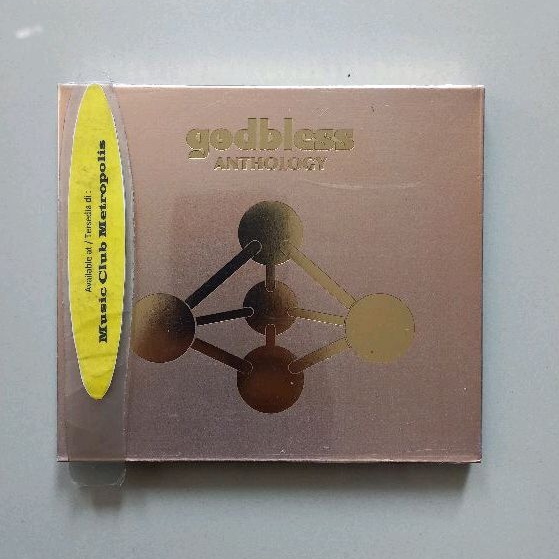 godbless
ANTHOLOGY
Available at / Tersedia di :
Music Club Metropolis